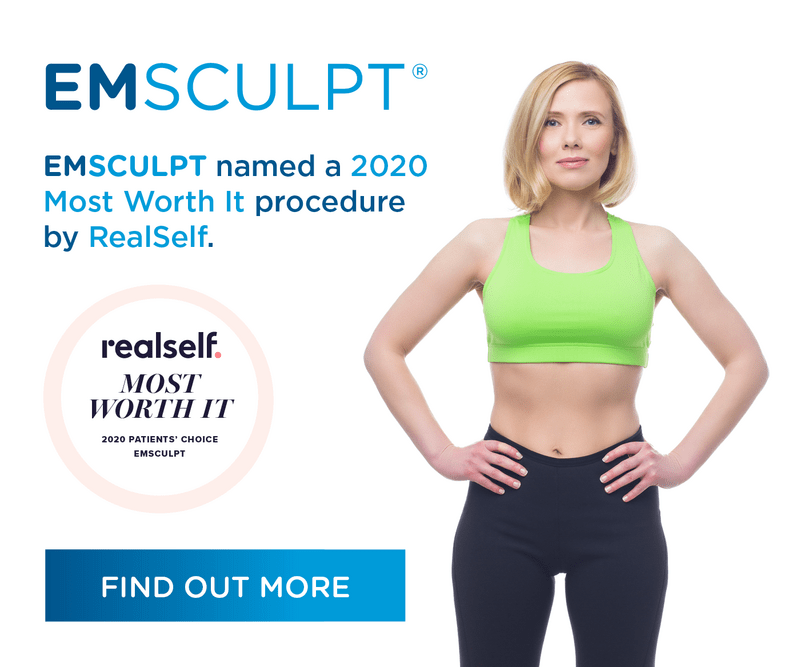 EMSCULPT®
EMSCULPT named a 2020
Most Worth It procedure
by RealSelf.
realself.
MOST
WORTH IT
2020 PATIENTS' CHOICE
EMSCULPT
FIND OUT MORE